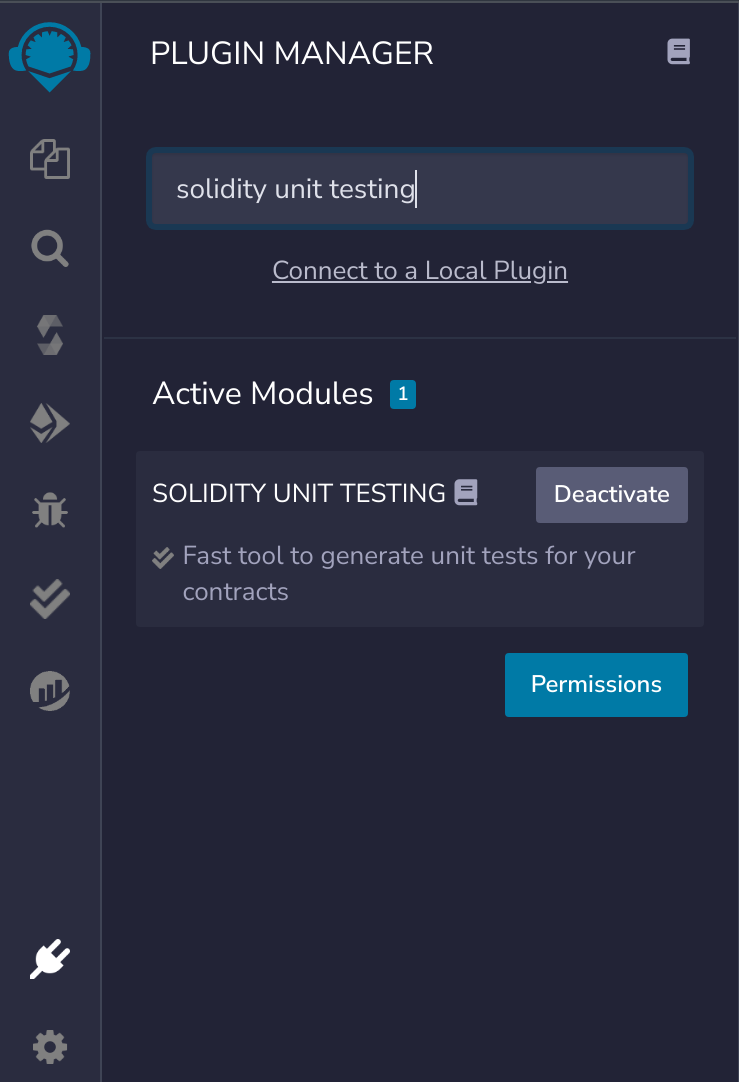 PLUGIN MANAGER
solidity unit testing
Connect to a Local Plugin
Active Modules 1
SOLIDITY UNIT TESTING Deactivate
Fast tool to generate unit tests for your
contracts
Permissions